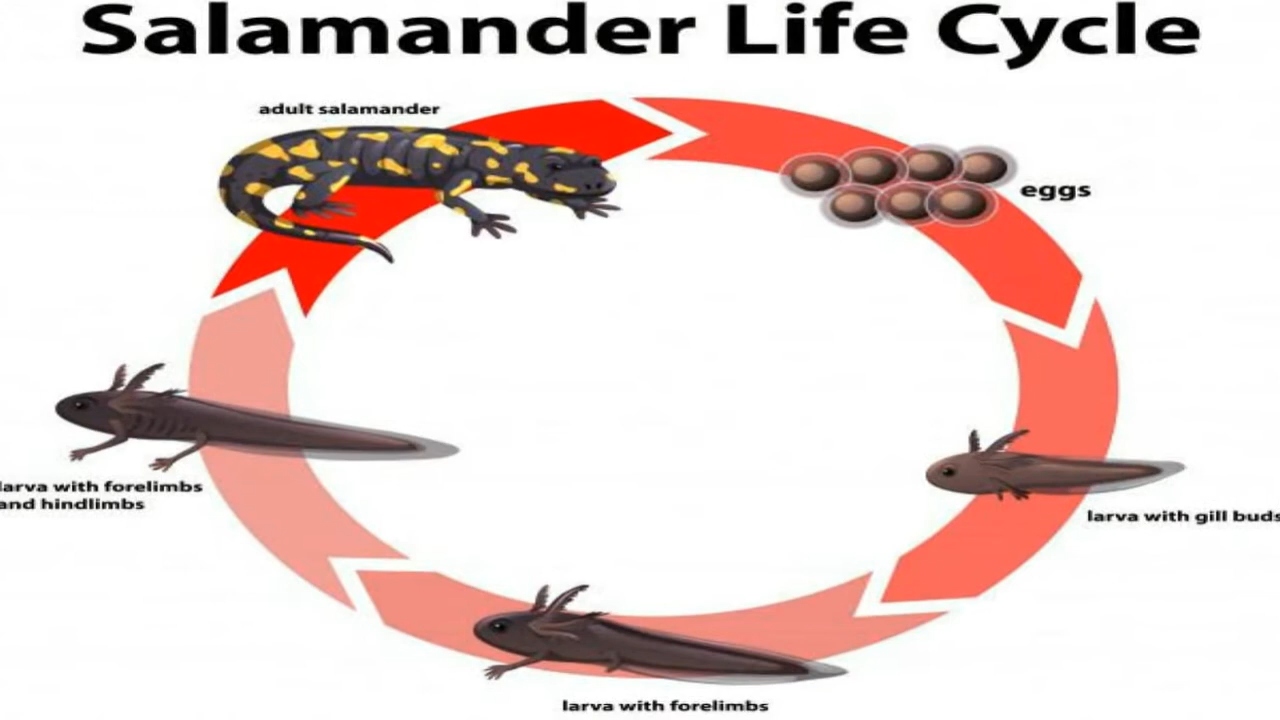 Salamander Life Cycle
adult salamander
eggs
larva with gill buds
larva with forelimbs
larva with forelimbs
and hindlimbs